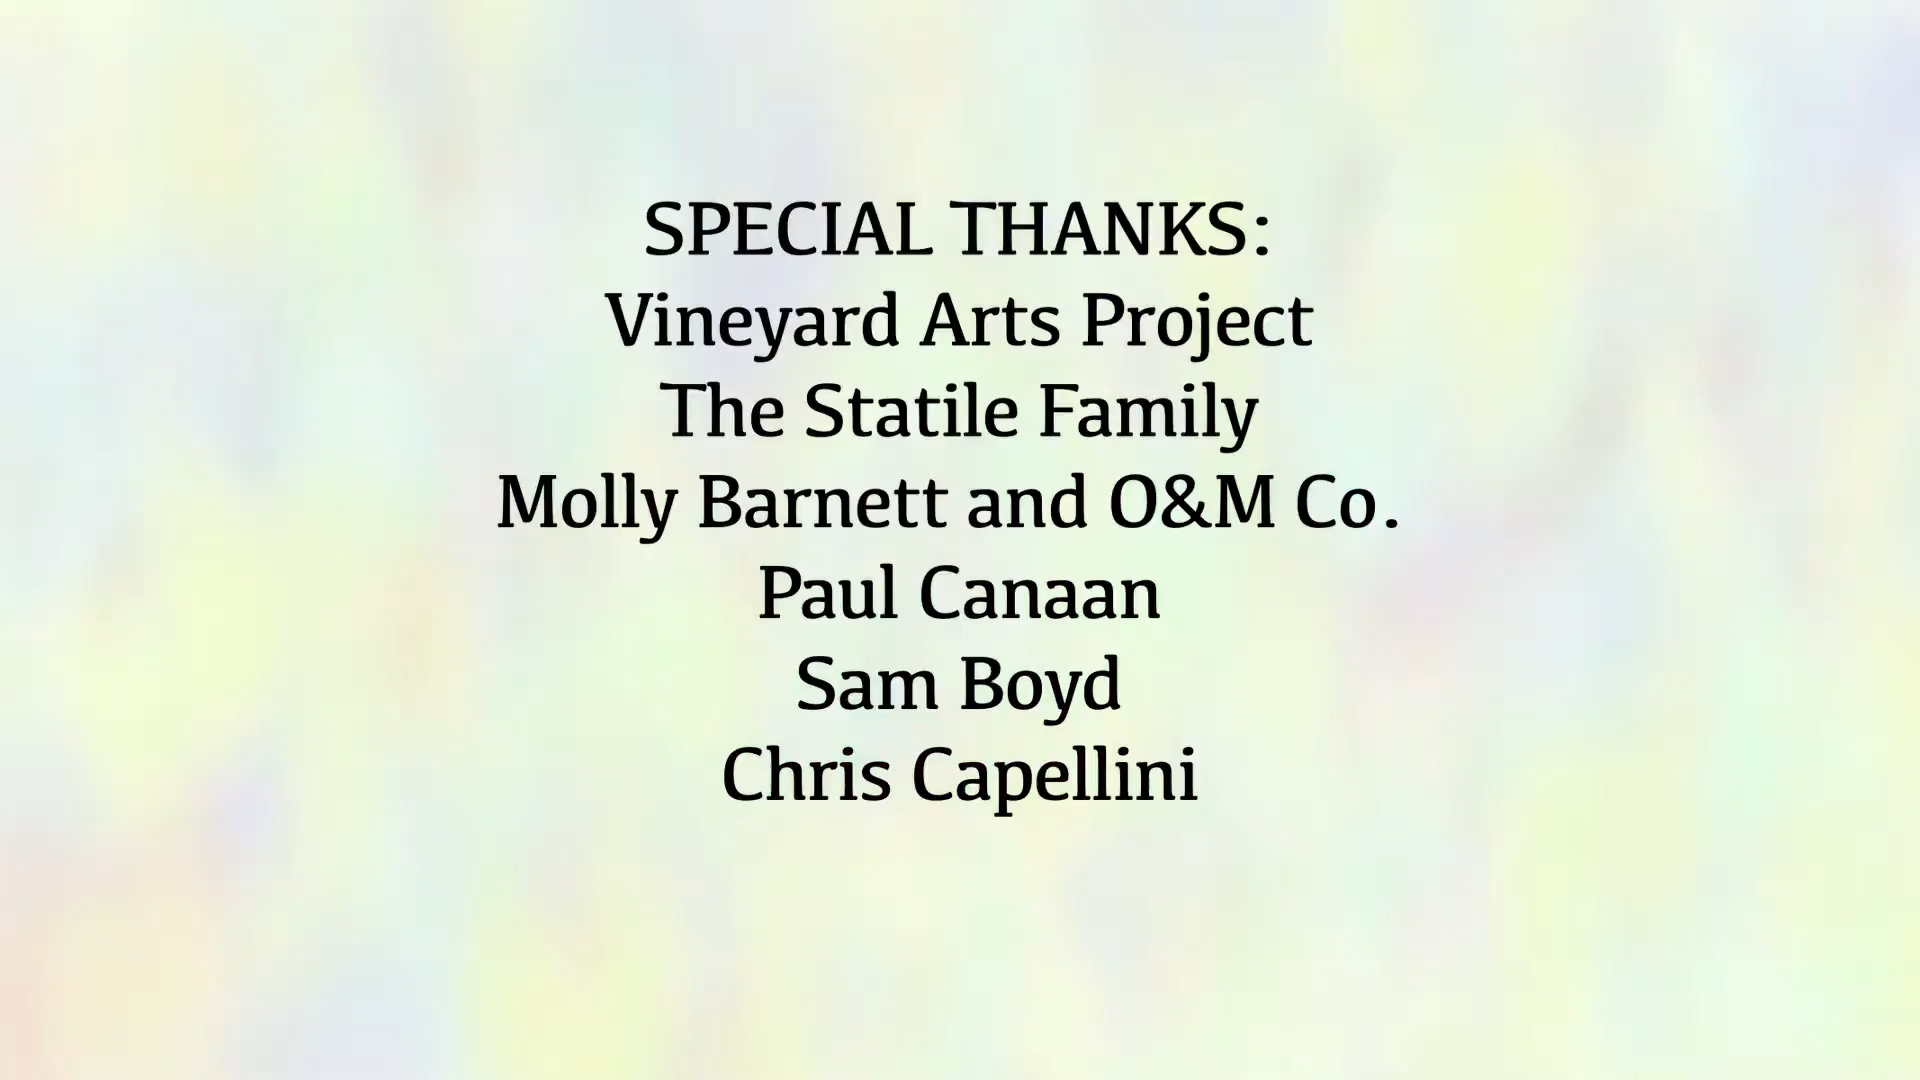 SPECIAL THANKS:
Vineyard Arts Project
The Statile Family
Molly Barnett and O&M Co.
Paul Canaan
Sam Boyd
Chris Capellini